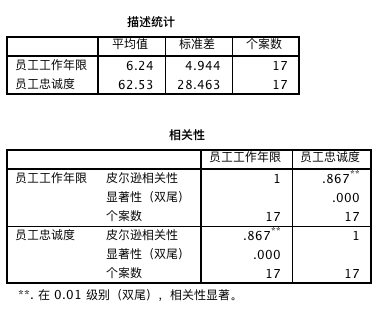 描述统计
平均值 标准差 个案数
员工工作年限 6.24 4.944 17
员工忠诚度 62.53 28.463 17
相关性
员工工作年限 员工忠诚度
员工工作年限 皮尔逊相关性 1 .867**
显著性（双尾） .000
个案数 17 17
员工忠诚度 皮尔逊相关性 .867** 1
显著性（双尾） .000
个案数 17 17
**. 在 0.01 级别（双尾），相关性显著。